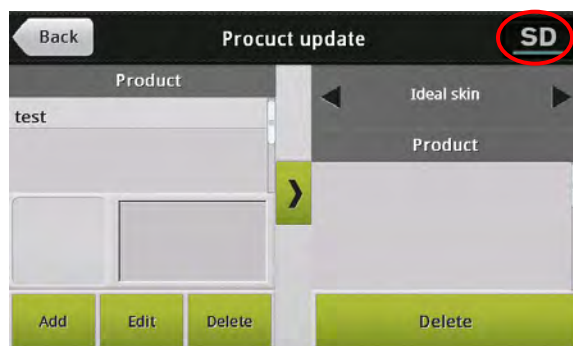 Back
Procuct update
SD
Product
test
Ideal skin
Product
Add
Edit
Delete
Delete